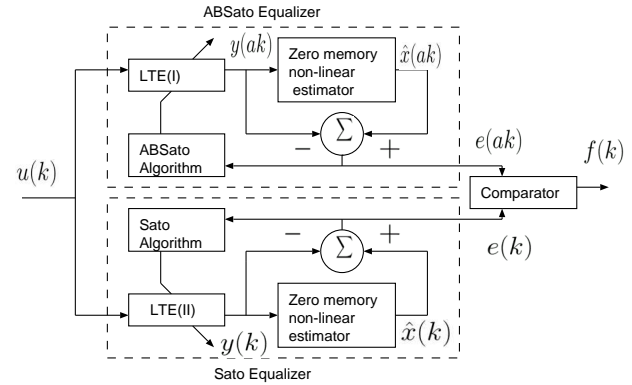 ABSato Equalizer
y(ak)
LTE(I)
Zero memory
non-linear
estimator
x̂(ak)
Σ
− +
ABSato
Algorithm
e(ak)
f(k)
u(k)
Comparator
Sato
Algorithm
− +
Σ
e(k)
LTE(II)
Zero memory
non-linear
estimator
y(k)
x̂(k)
Sato Equalizer